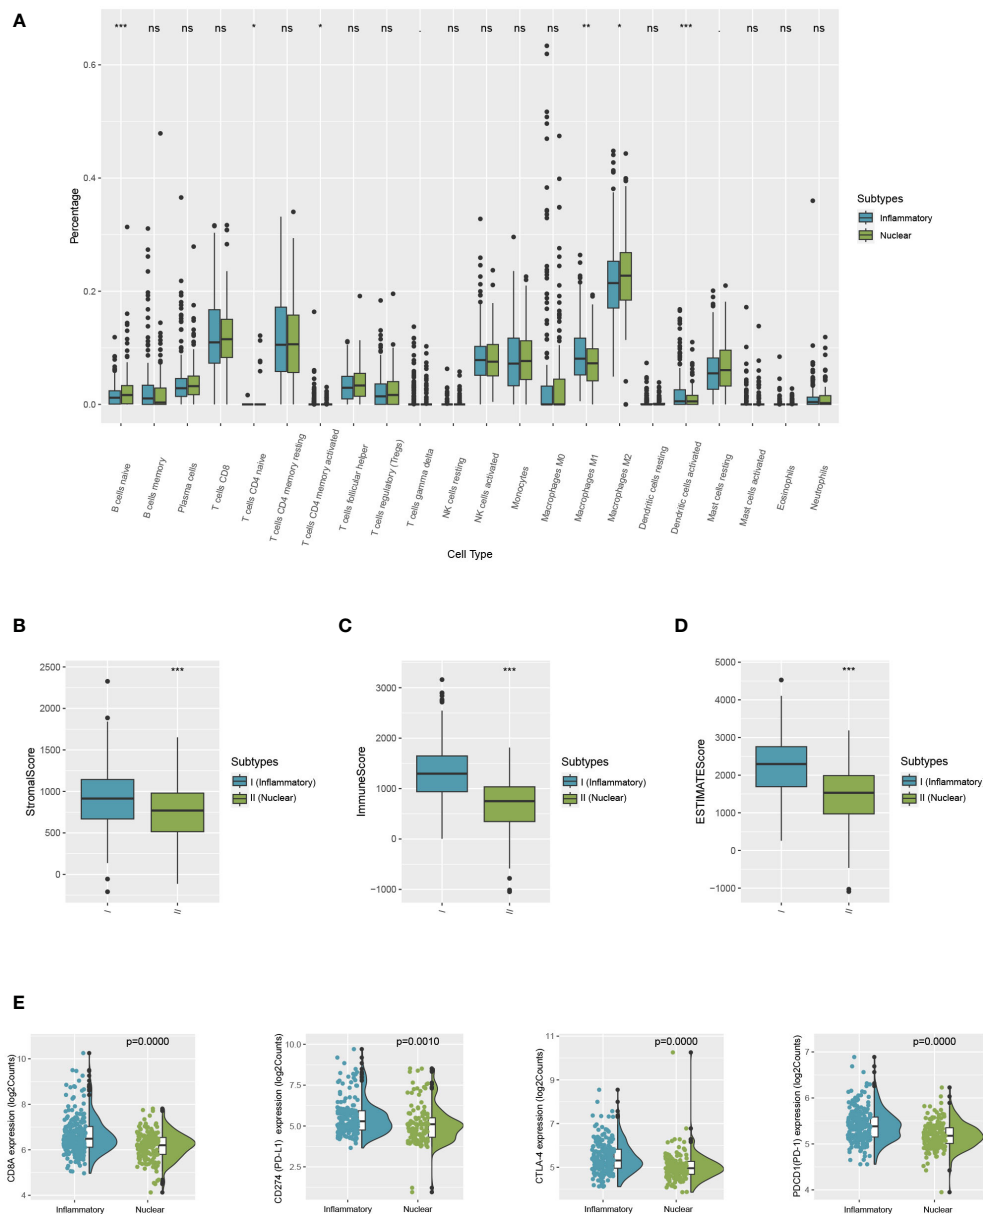 A
*** ns ns ns * ns * ns ns . ns ns ns ns ** * ns *** . ns ns ns
0.6
0.4
0.2
0.0
Percentage
Subtypes
Inflammatory
Nuclear
B cells naive
B cells memory
Plasma cells
T cells CD8
T cells CD4 naive
T cells CD4 memory resting
T cells CD4 memory activated
T cells follicular helper
T cells regulatory (Tregs)
T cells gamma delta
NK cells resting
NK cells activated
Monocytes
Macrophages M0
Macrophages M1
Macrophages M2
Dendritic cells resting
Dendritic cells activated
Mast cells resting
Mast cells activated
Eosinophils
Neutrophils
Cell Type
B
***
2500
2000
1500
1000
500
0
StromalScore
I
II
Subtypes
I (Inflammatory)
II (Nuclear)
C
***
3000
2000
1000
0
−1000
ImmuneScore
I
II
Subtypes
I (Inflammatory)
II (Nuclear)
D
***
5000
4000
3000
2000
1000
0
−1000
ESTIMATEScore
I
II
Subtypes
I (Inflammatory)
II (Nuclear)
E
p=0.0000
10
8
6
4
CD8A expression (log2Counts)
Inflammatory
Nuclear
p=0.0010
10.0
7.5
5.0
2.5
CD274 (PD-L1) expression (log2Counts)
Inflammatory
Nuclear
p=0.0000
11
9
7
5
CTLA-4 expression (log2Counts)
Inflammatory
Nuclear
p=0.0000
7
6
5
4
PDCD1(PD-1) expression (log2Counts)
Inflammatory
Nuclear